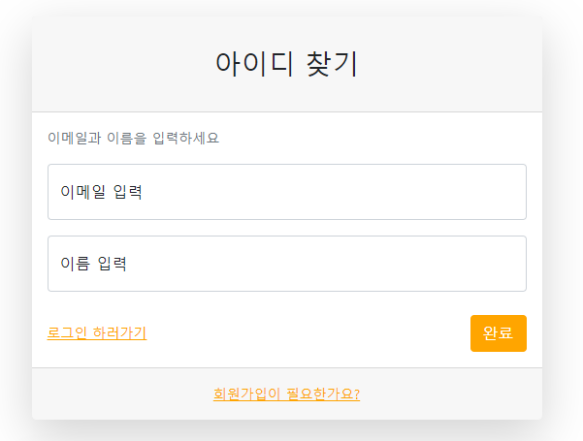 아이디 찾기
이메일과 이름을 입력하세요
이메일 입력
이름 입력
로그인 하러가기
완료
회원가입이 필요한가요?